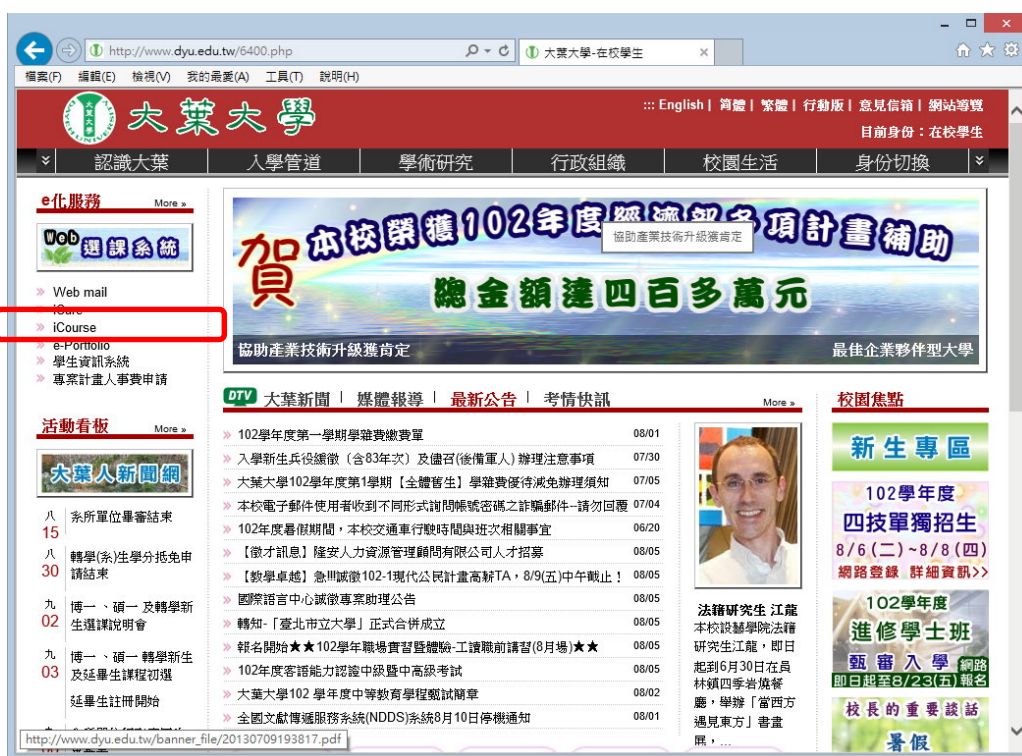 http://www.dyu.edu.tw/6400.php
大葉大學-在校學生
檔案(F) 編輯(E) 檢視(V) 我的最愛(A) 工具(T) 說明(H)
大葉大學
::: English | 簡體 | 繁體 | 行動版 | 意見信箱 | 網站導覽
目前身份：在校學生
認識大葉 入學管道 學術研究 行政組織 校園生活 身份切換
e化服務 More »
Web 選課系統
» Web mail
» iCare
» iCourse
» e-Portfolio
» 學生資訊系統
» 專案計畫人事費申請
賀 本校榮獲102年度經濟部各項計畫補助
協助產業技術升級獲肯定
總金額達四百多萬元
協助產業技術升級獲肯定 最佳企業夥伴型大學
活動看板 More »
大葉人新聞網
八 15 系所單位畢審結束
八 30 轉學(系)生學分抵免申
請結束
九 02 博一、碩一 及轉學新
生選課說明會
九 03 博一、碩一 轉學新生
及延畢生課程初選
延畢生註冊開始
DTV 大葉新聞 | 媒體報導 | 最新公告 | 考情快訊 More »
» 102學年度第一學期學雜費繳費單 08/01
» 入學新生兵役緩徵（含83年次）及儘召(後備軍人) 辦理注意事項 07/30
» 大葉大學102學年度第1學期【全體舊生】學雜費優待減免辦理須知 07/05
» 本校電子郵件使用者收到不同形式詢問帳號密碼之詐騙郵件--請勿回覆 07/04
» 102年度暑假期間，本校交通車行駛時間與班次相關事宜 06/20
» 【徵才訊息】隆安人力資源管理顧問有限公司人才招募 08/05
» 【教學卓越】急!!!誠徵102-1現代公民計畫高薪TA，8/9(五)中午截止！ 08/05
» 國際語言中心誠徵專案助理公告 08/05
» 轉知-「臺北市立大學」正式合併成立 08/05
» 報名開始★★102學年職場實習暨體驗-工讀職前講習(8月場)★★ 08/05
» 102年度客語能力認證中級暨中高級考試 08/05
» 大葉大學102 學年度中等教育學程甄試簡章 08/02
» 全國文獻傳遞服務系統(NDDS)系統8月10日停機通知 08/01
法籍研究生 江龍
本校設藝學院法籍
研究生江龍，即日
起到6月30日在員
林鎮四季岩燒餐
廳，舉辦「當西方
遇見東方」書畫
展，...
校園焦點
新生專區
102學年度
四技單獨招生
8/6(二)~8/8(四)
網路登錄 詳細資訊>>
102學年度
進修學士班
甄審入學 網路
即日起至8/23(五)報名
校長的重要談話
暑假
http://www.dyu.edu.tw/banner_file/20130709193817.pdf